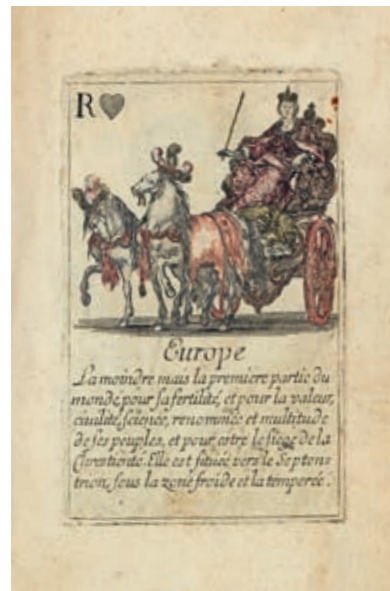 R
Europe
La moindre mais la premiere partie du
monde, pour sa fertilité, et pour la valeur,
civilité, science, renommée et multitude
de ses peuples, et pour estre le siege de la
Chrestiente. Elle est située vers le Septen=
trion, sous la zone froide et la temperée.